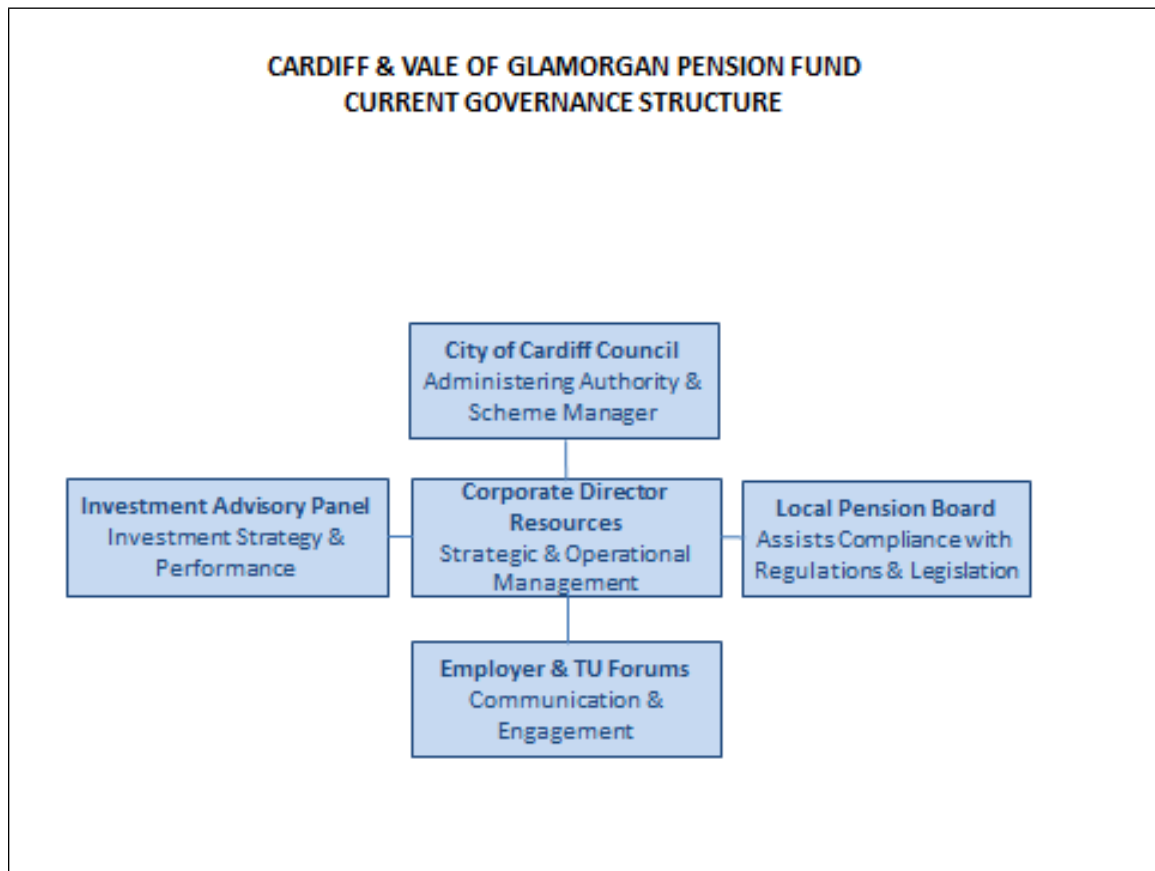 CARDIFF & VALE OF GLAMORGAN PENSION FUND
CURRENT GOVERNANCE STRUCTURE
City of Cardiff Council
Administering Authority &
Scheme Manager
Investment Advisory Panel
Investment Strategy &
Performance
Corporate Director
Resources
Strategic & Operational
Management
Local Pension Board
Assists Compliance with
Regulations & Legislation
Employer & TU Forums
Communication &
Engagement